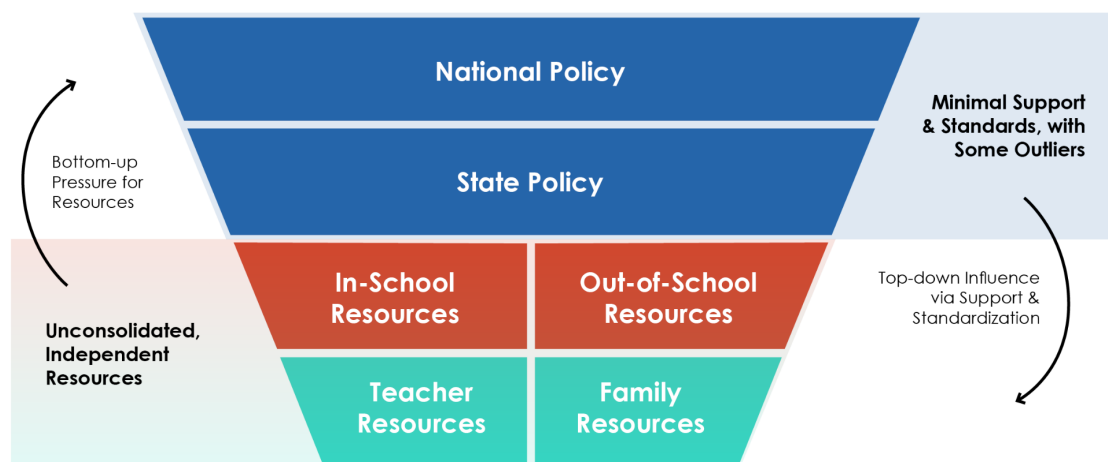 National Policy
Minimal Support
& Standards, with
Some Outliers
Bottom-up
Pressure for
Resources
State Policy
In-School
Resources
Out-of-School
Resources
Top-down Influence
via Support &
Standardization
Unconsolidated,
Independent
Resources
Teacher
Resources
Family
Resources